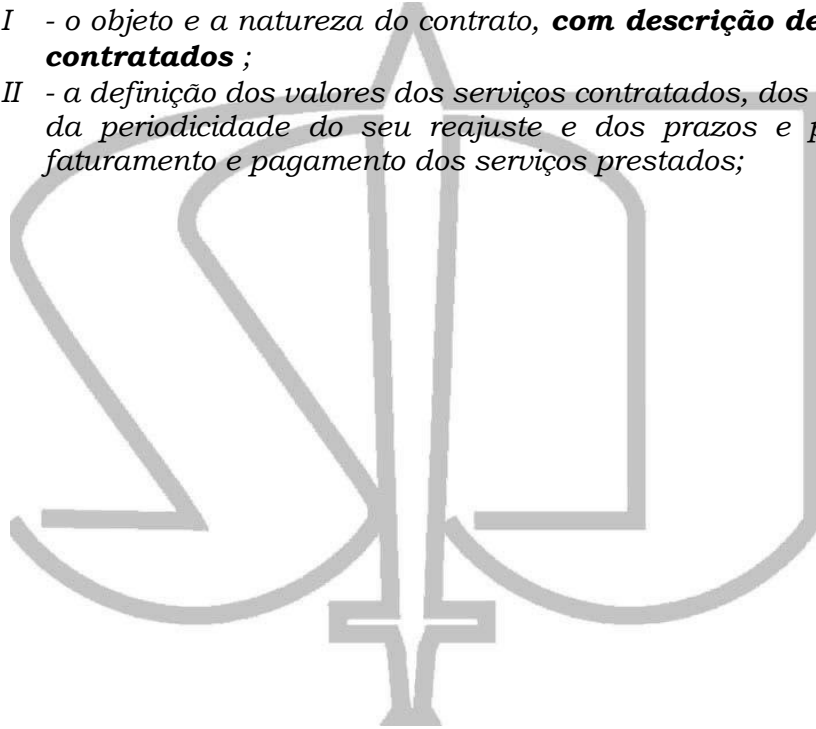 I - o objeto e a natureza do contrato, com descrição de
contratados ;
II - a definição dos valores dos serviços contratados, dos
da periodicidade do seu reajuste e dos prazos e p
faturamento e pagamento dos serviços prestados;